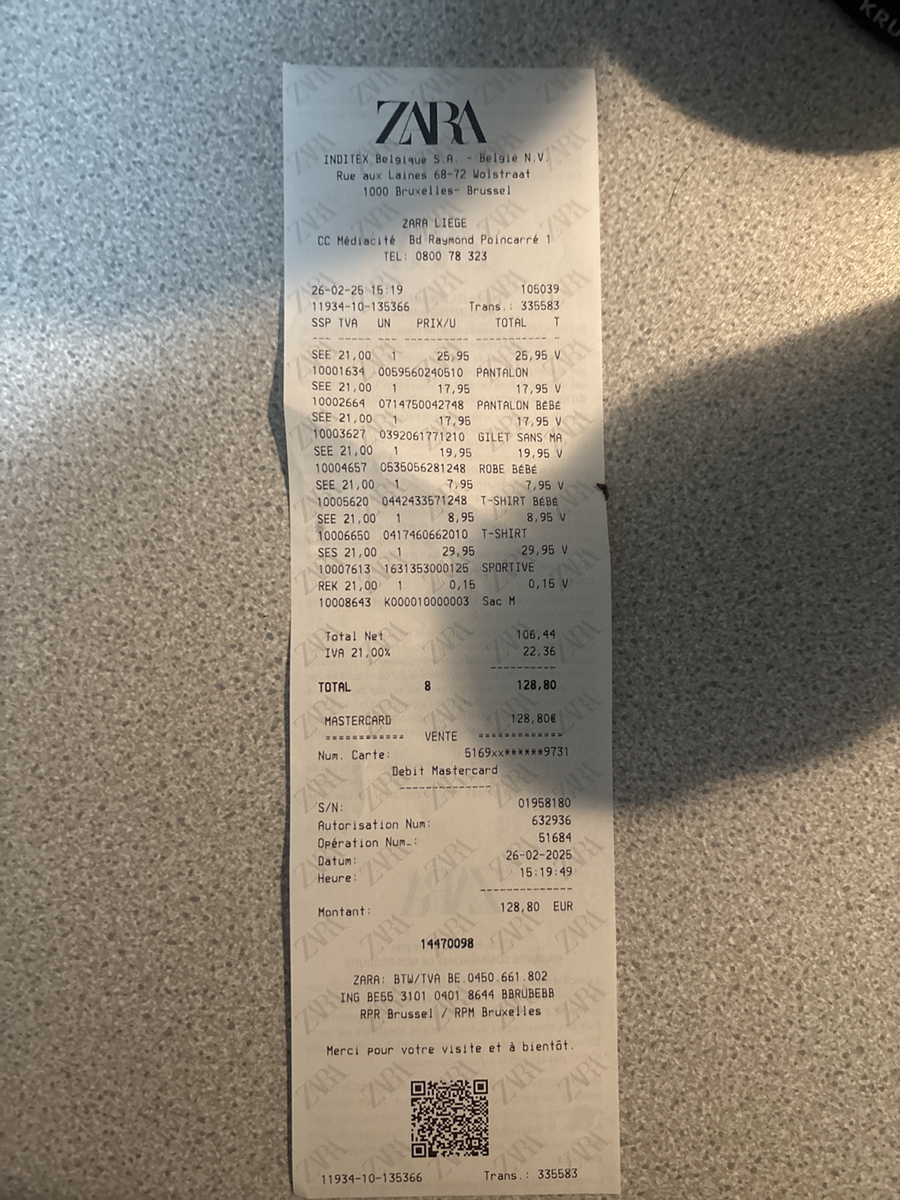 KRU
ZARA
INDITEX Belgique S.A. - België N.V.
Rue aux Laines 68-72 Wolstraat
1000 Bruxelles- Brussel
ZARA LIEGE
CC Médiacité Bd Raymond Poincarré 1
TEL: 0800 78 323
26-02-25 15:19 105039
11934-10-135366 Trans.: 335583
SSP TVA UN PRIX/U TOTAL T
SEE 21,00 1 25,95 25,95 V
10001634 0059560240510 PANTALON
SEE 21,00 1 17,95 17,95 V
10002664 0714750042748 PANTALON BéBé
SEE 21,00 1 17,95 17,95 V
10003627 0392061771210 GILET SANS MA
SEE 21,00 1 19,95 19,95 V
10004657 0535056281248 ROBE BéBé
SEE 21,00 1 7,95 7,95 V
10005620 0442433571248 T-SHIRT BéBé
SEE 21,00 1 8,95 8,95 V
10006650 0417460662010 T-SHIRT
SES 21,00 1 29,95 29,95 V
10007613 1631353000125 SPORTIVE
REK 21,00 1 0,15 0,15 V
10008643 K000010000003 Sac M
Total Net 106,44
IVA 21,00% 22,36
TOTAL 8 128,80
MASTERCARD 128,80€
============ VENTE ============
Num. Carte: 5169xx******9731
Debit Mastercard
--------------
S/N: 01958180
Autorisation Num: 632936
Opération Num.: 51684
Datum: 26-02-2025
Heure: 15:19:49
--------------
Montant: 128,80 EUR
14470098
ZARA: BTW/TVA BE.0450.661.802
ING BE55 3101 0401 8644 BBRUBEBB
RPR Brussel / RPM Bruxelles
Merci pour votre visite et à bientôt.
11934-10-135366 Trans.: 335583